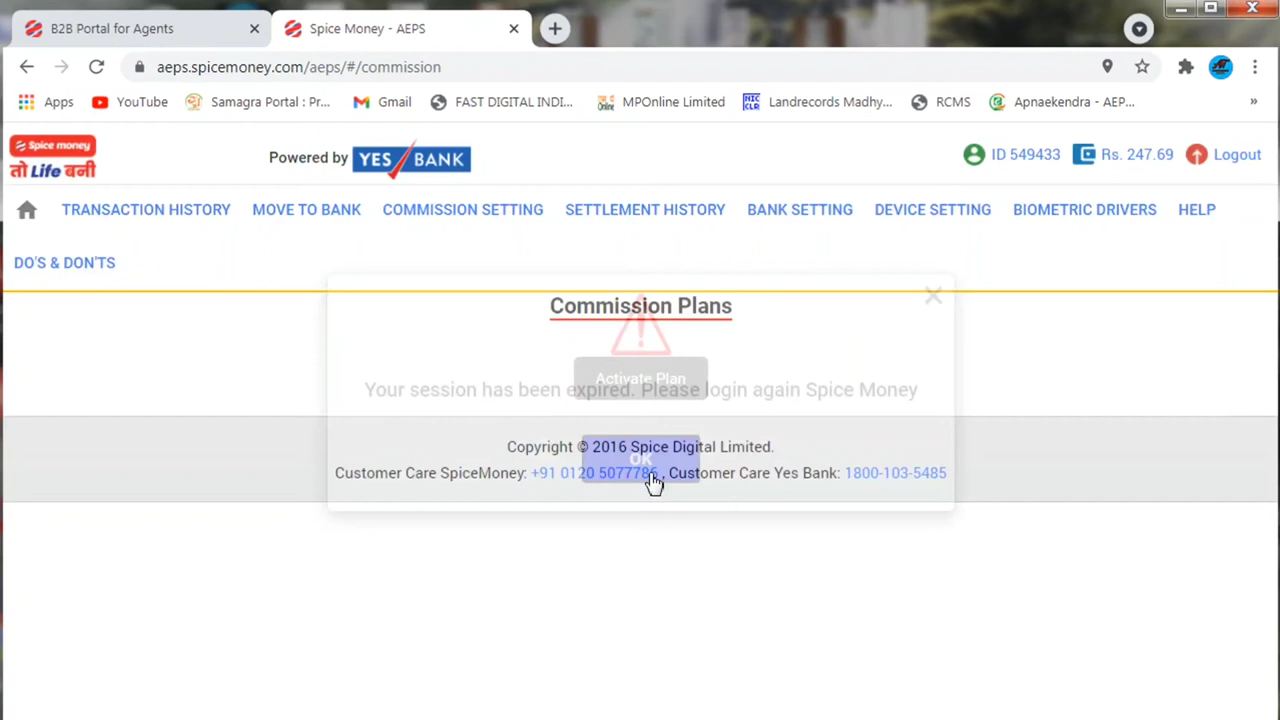 B2B Portal for Agents
Spice Money - AEPS
aeps.spicemoney.com/aeps/#/commission
Apps
YouTube
Samagra Portal : Pr...
Gmail
FAST DIGITAL INDI...
MPOnline Limited
Landrecords Madhy...
RCMS
Apnaekendra - AEP...
»
Spice money
तो Life बनी
Powered by YES BANK
ID 549433
Rs. 247.69
Logout
TRANSACTION HISTORY
MOVE TO BANK
COMMISSION SETTING
SETTLEMENT HISTORY
BANK SETTING
DEVICE SETTING
BIOMETRIC DRIVERS
HELP
DO'S & DON'TS
Commission Plans
Activate Plan
Your session has been expired. Please login again Spice Money
Copyright © 2016 Spice Digital Limited.
OK
Customer Care SpiceMoney: +91 0120 5077786 , Customer Care Yes Bank: 1800-103-5485